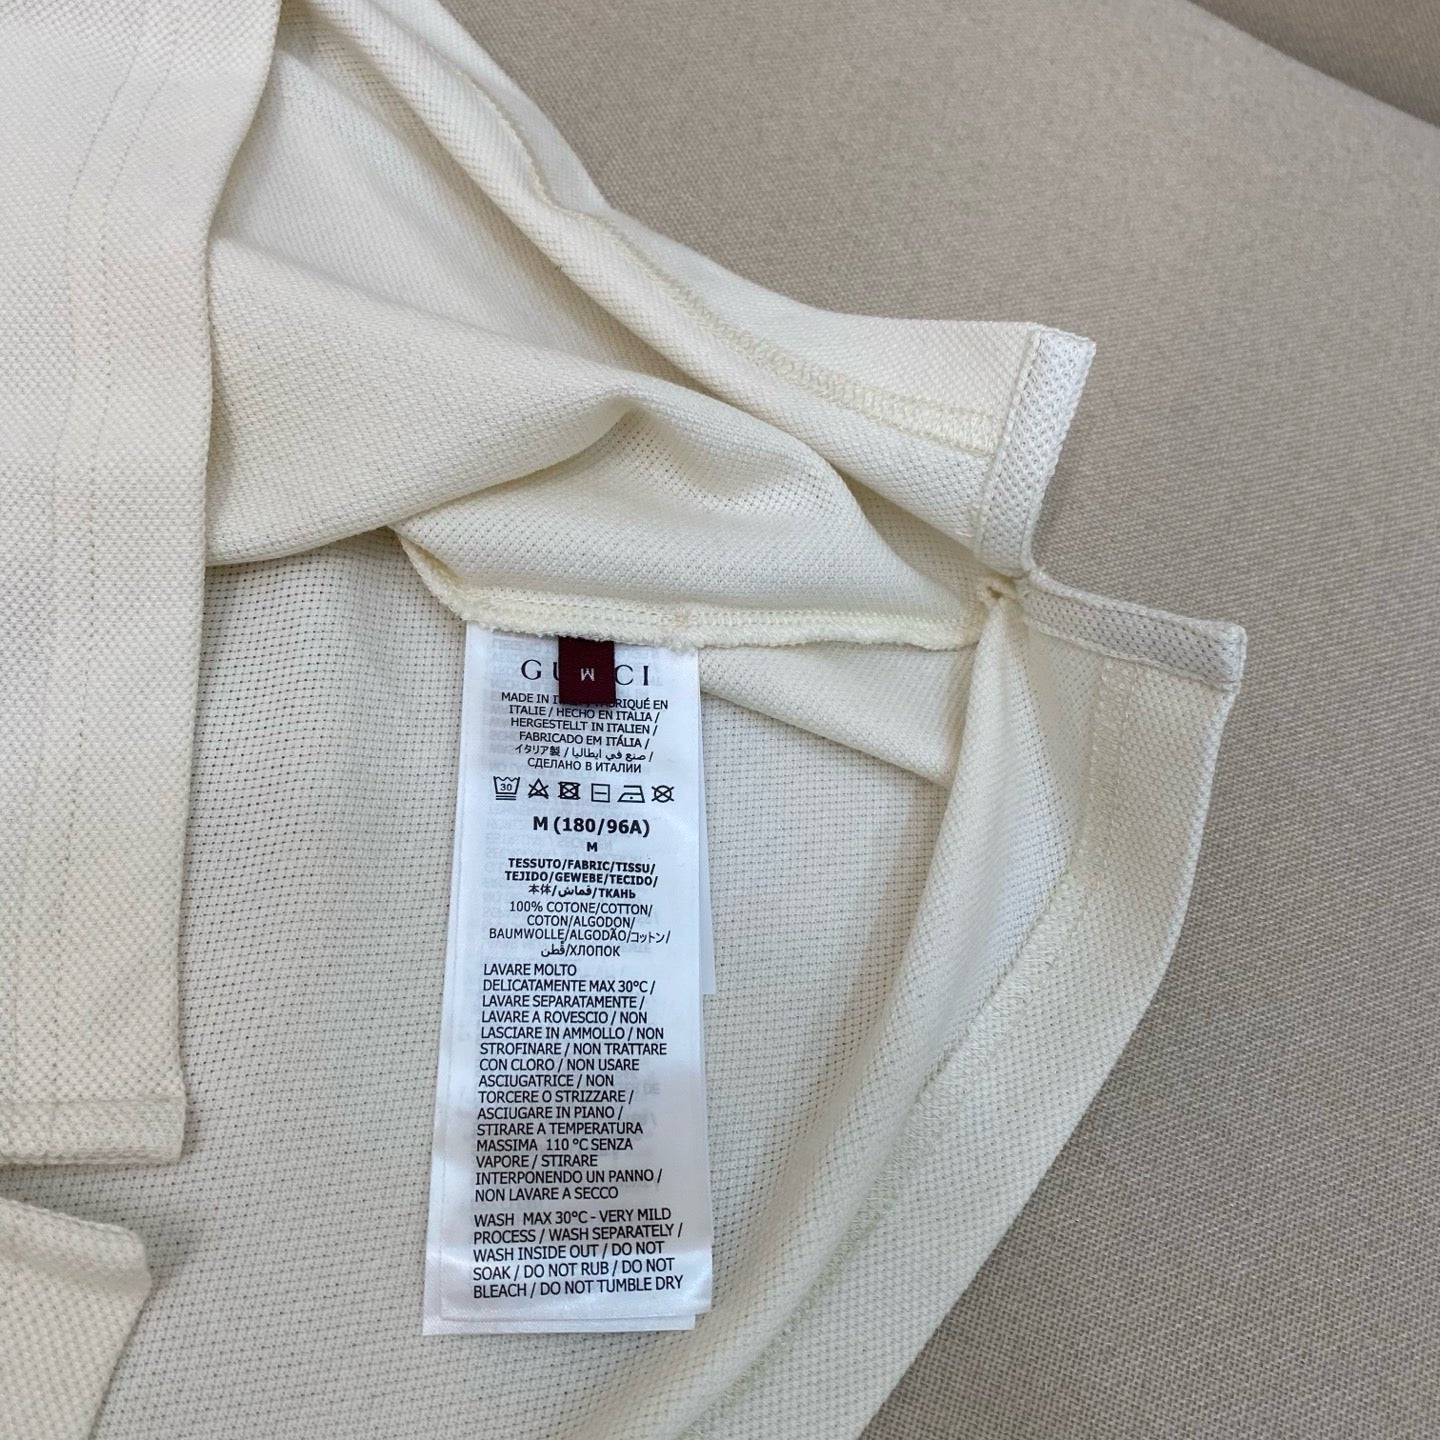 M
GUCCI
MADE IN FABRIQUÉ EN
ITALIE / HECHO EN ITALIA /
HERGESTELLT IN ITALIEN /
FABRICADO EM ITÁLIA /
イタリア製 / صنع في ايطاليا /
СДЕЛАНО В ИТАЛИИ
30
M (180/96A)
M
TESSUTO/FABRIC/TISSU/
TEJIDO/GEWEBE/TECIDO/
本体/قماش/ТКАНЬ
100% COTONE/COTTON/
COTON/ALGODON/
BAUMWOLLE/ALGODÃO/コットン/
قطن/ХЛОПОК
LAVARE MOLTO
DELICATAMENTE MAX 30°C /
LAVARE SEPARATAMENTE /
LAVARE A ROVESCIO / NON
LASCIARE IN AMMOLLO / NON
STROFINARE / NON TRATTARE
CON CLORO / NON USARE
ASCIUGATRICE / NON
TORCERE O STRIZZARE /
ASCIUGARE IN PIANO /
STIRARE A TEMPERATURA
MASSIMA 110 °C SENZA
VAPORE / STIRARE
INTERPONENDO UN PANNO /
NON LAVARE A SECCO
WASH MAX 30°C - VERY MILD
PROCESS / WASH SEPARATELY /
WASH INSIDE OUT / DO NOT
SOAK / DO NOT RUB / DO NOT
BLEACH / DO NOT TUMBLE DRY